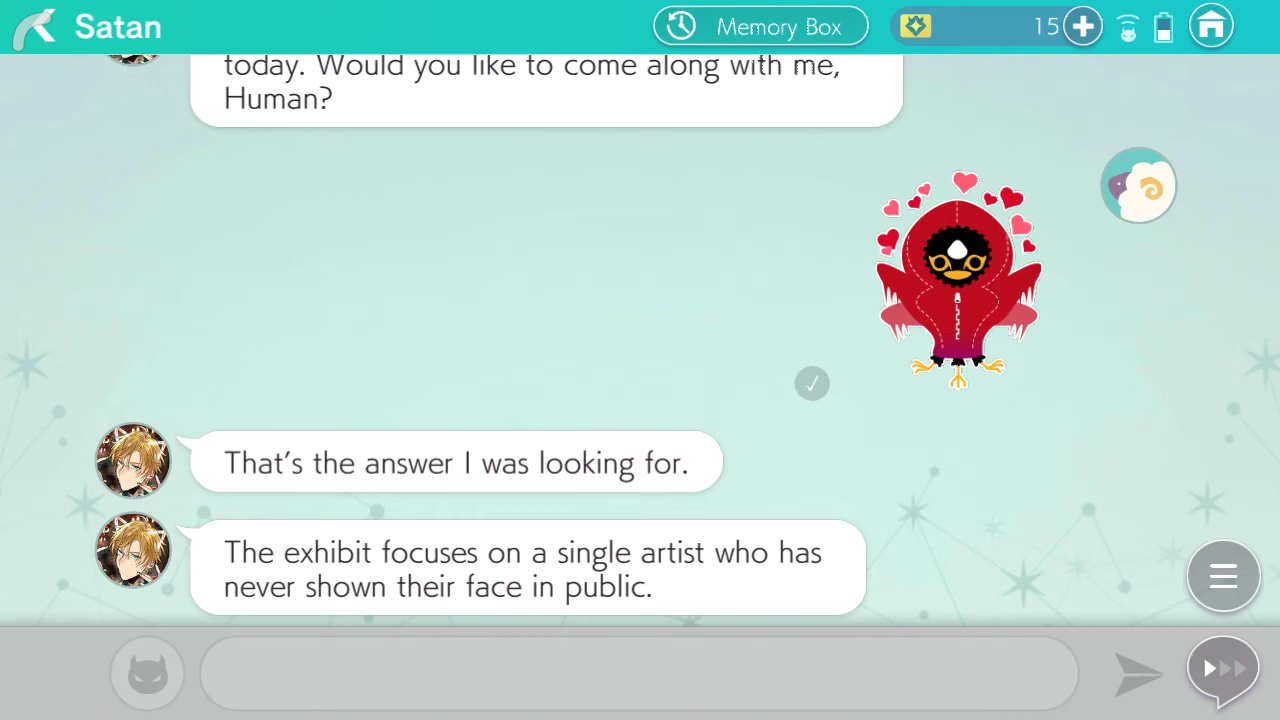 Satan
Memory Box
15
today. Would you like to come along with me,
Human?
That's the answer I was looking for.
The exhibit focuses on a single artist who has
never shown their face in public.